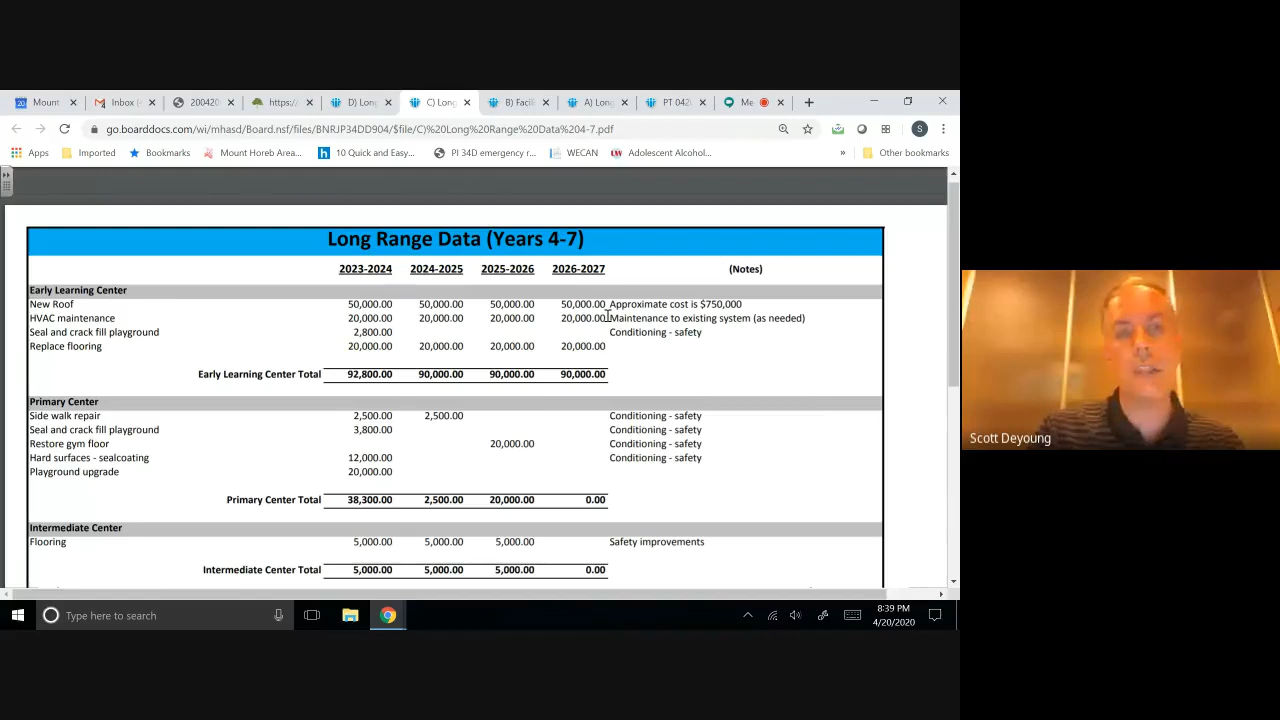 Mount
Inbox (
200420
https:/
D) Lon
C) Long
B) Facil
A) Long
PT 042
Me
go.boarddocs.com/wi/mhasd/Board.nsf/files/BNRJP34DD904/$file/C)%20Long%20Range%20Data%204-7.pdf
S
Apps Imported Bookmarks Mount Horeb Area... 10 Quick and Easy... PI 34D emergency r... WECAN Adolescent Alcohol... » Other bookmarks
Long Range Data (Years 4-7)
2023-2024 2024-2025 2025-2026 2026-2027 (Notes)
Early Learning Center
New Roof 50,000.00 50,000.00 50,000.00 50,000.00 Approximate cost is $750,000
HVAC maintenance 20,000.00 20,000.00 20,000.00 20,000.00 Maintenance to existing system (as needed)
Seal and crack fill playground 2,800.00 Conditioning - safety
Replace flooring 20,000.00 20,000.00 20,000.00 20,000.00
Early Learning Center Total 92,800.00 90,000.00 90,000.00 90,000.00
Primary Center
Side walk repair 2,500.00 2,500.00 Conditioning - safety
Seal and crack fill playground 3,800.00 Conditioning - safety
Restore gym floor 20,000.00 Conditioning - safety
Hard surfaces - sealcoating 12,000.00 Conditioning - safety
Playground upgrade 20,000.00
Primary Center Total 38,300.00 2,500.00 20,000.00 0.00
Intermediate Center
Flooring 5,000.00 5,000.00 5,000.00 Safety improvements
Intermediate Center Total 5,000.00 5,000.00 5,000.00 0.00
Scott Deyoung
Type here to search
8:39 PM
4/20/2020